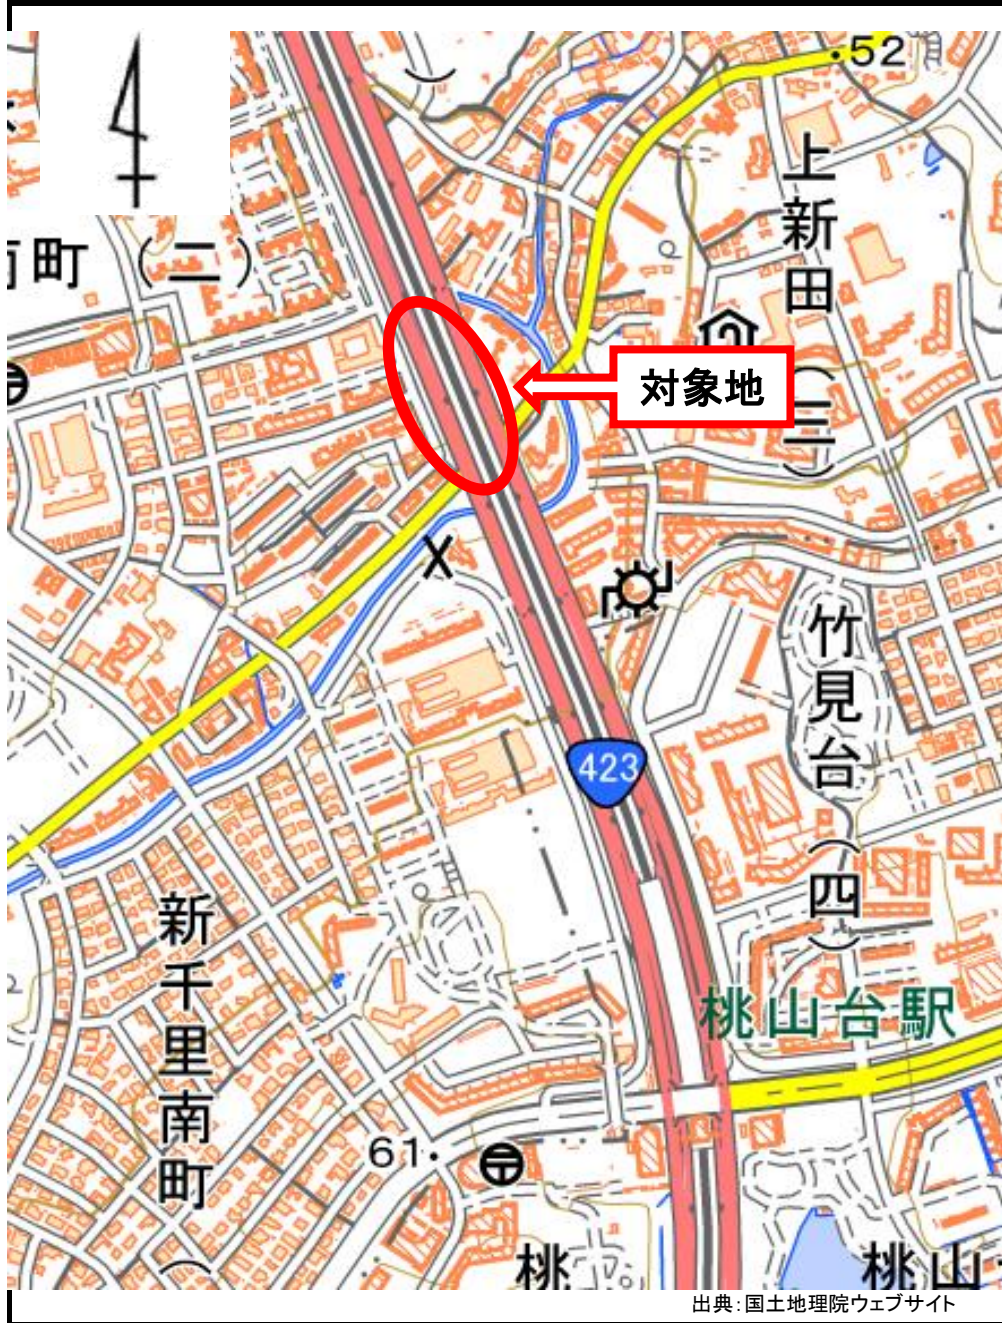 52
上新田(三)
町(二)
対象地
竹見台(四)
423
新千里南町(
桃山台駅
61
桃
桃山
出典:国土地理院ウェブサイト